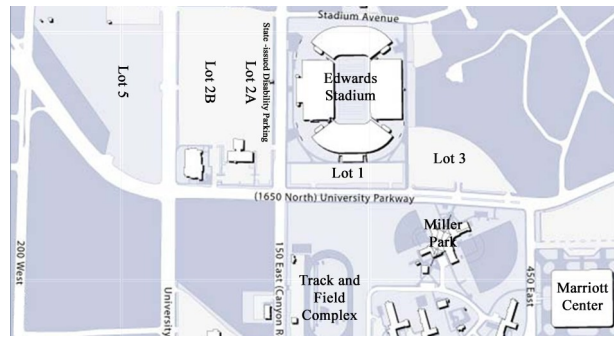 Stadium Avenue
State -issued Disability Parking
Lot 5
Lot 2B
Lot 2A
Edwards
Stadium
Lot 1
Lot 3
(1650 North) University Parkway
Miller
Park
200 West
University
150 East (Canyon R
Track and
Field
Complex
450 East
Marriott
Center